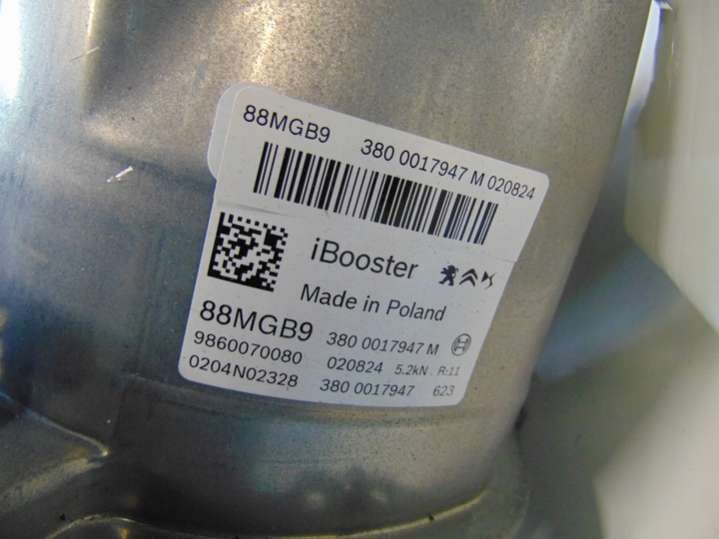 88MGB9 380 0017947 M 020824
iBooster
Made in Poland
88MGB9 380 0017947 M
9860070080 020824 5.2kN R:11
0204N02328 380 0017947 623